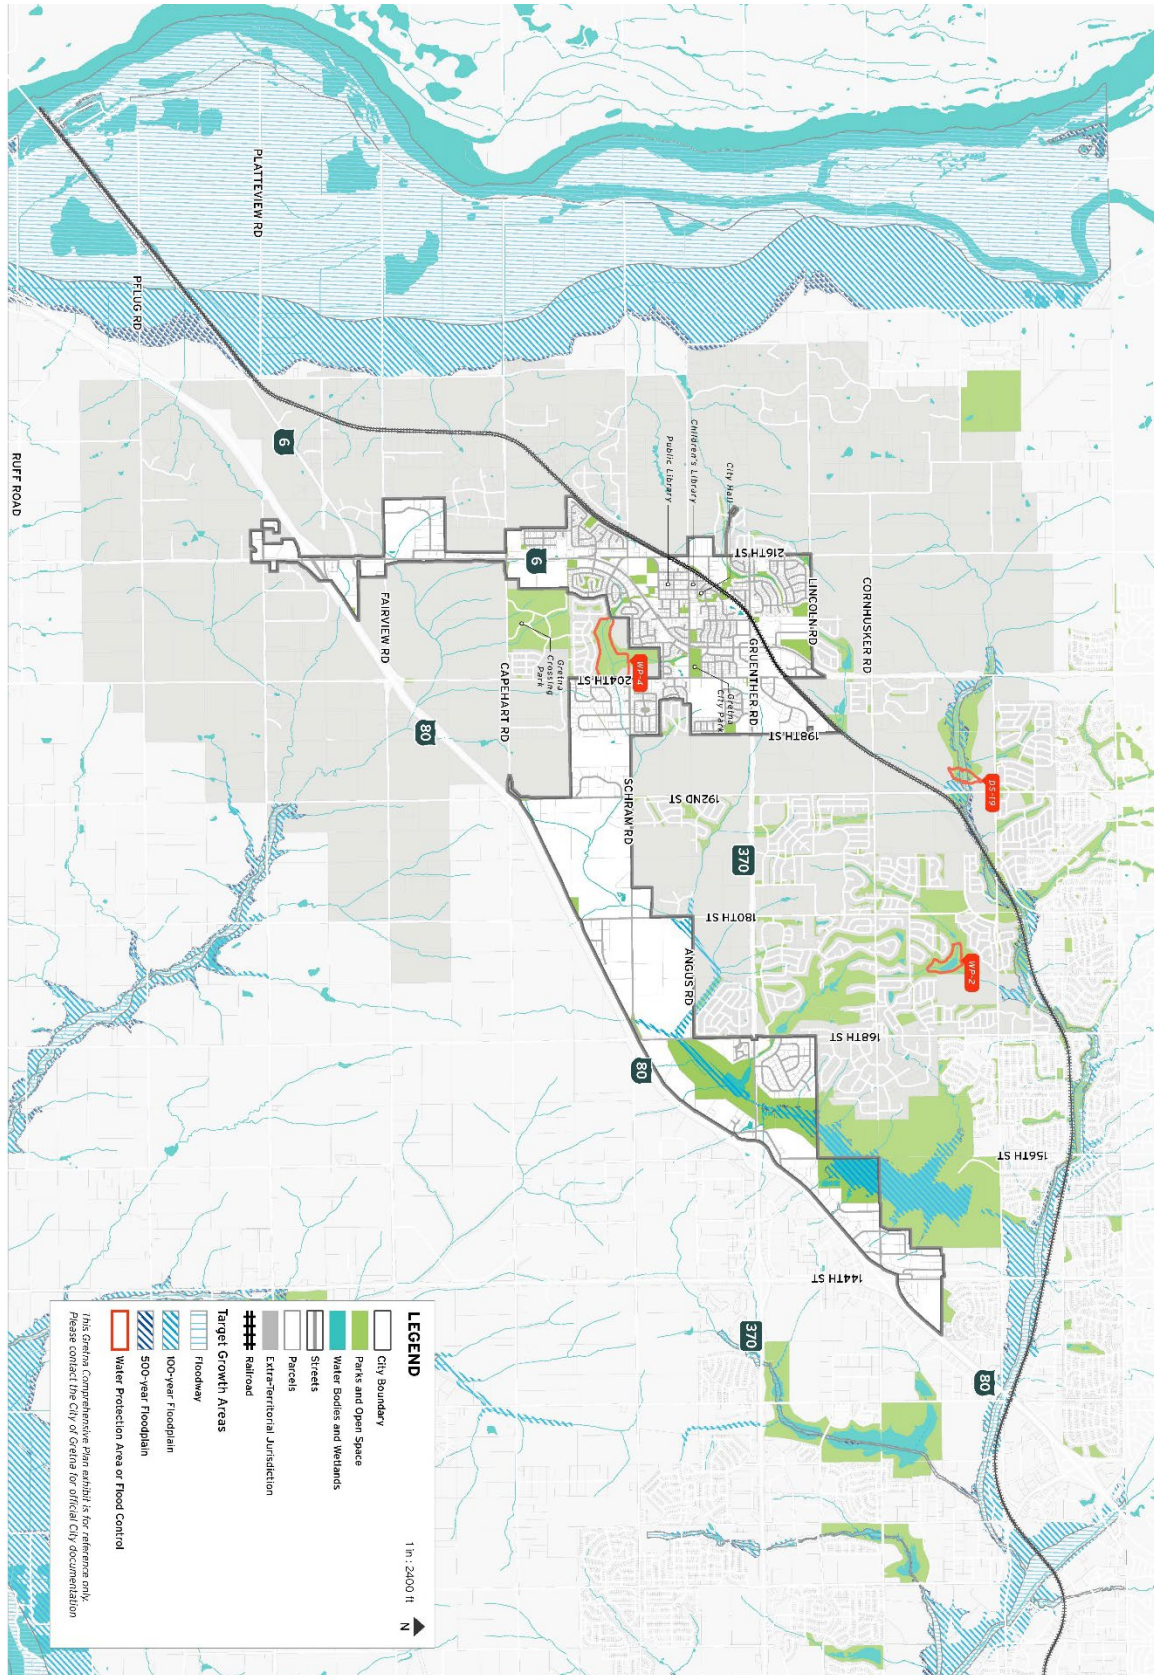 PLATTEVIEW RD
PFLUG RD
RUFF ROAD
6
FAIRVIEW RD
80
CAPEHART RD
6
Gretna
Crossing
Park
Public Library
Children's Library
City Hall
216TH ST
LINCOLN RD
CORNHUSKER RD
GRUENTHER RD
Gretna
City Park
WP-4
204TH ST
198TH ST
SCHRAM RD
192ND ST
370
DS-19
180TH ST
WP-2
ANGUS RD
168TH ST
80
156TH ST
144TH ST
370
80
LEGEND
City Boundary
Parks and Open Space
Water Bodies and Wetlands
Streets
Parcels
Extra-Territorial Jurisdiction
Railroad
Target Growth Areas
Floodway
100-year Floodplain
500-year Floodplain
Water Protection Area or Flood Control
This Gretna Comprehensive Plan exhibit is for reference only.
Please contact the City of Gretna for official City documentation
1 in : 2400 ft
N